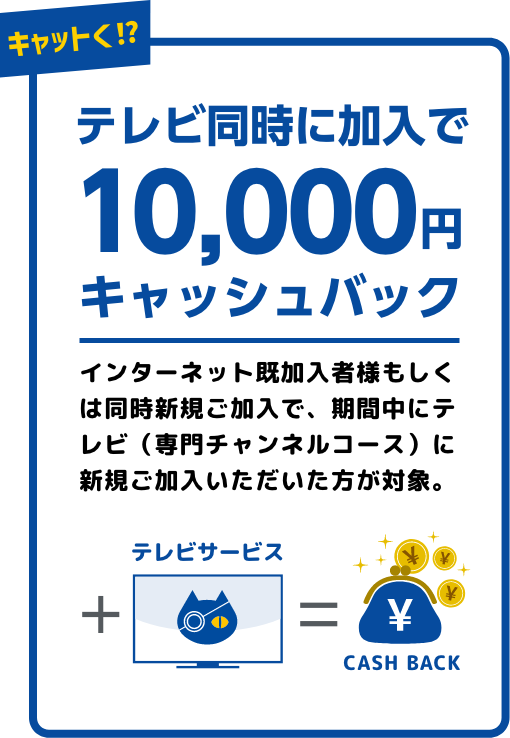 キャットく!?
テレビ同時に加入で
10,000円
キャッシュバック
インターネット既加入者様もしく
は同時新規ご加入で、期間中にテ
レビ（専門チャンネルコース）に
新規ご加入いただいた方が対象。
テレビサービス
+
=
¥ ¥ ¥
¥
CASH BACK